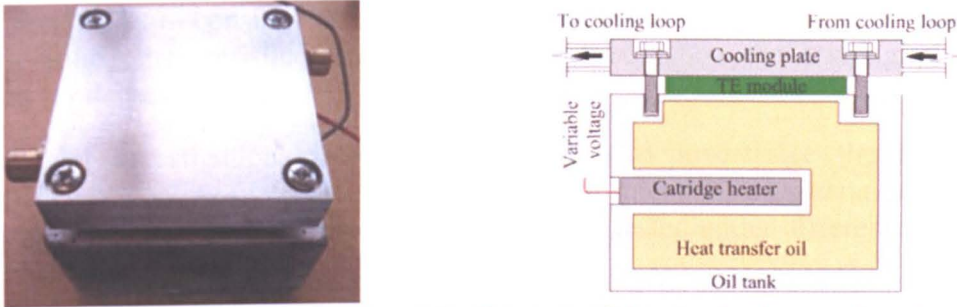 To cooling loop
From cooling loop
Cooling plate
TE module
Variable
voltage
Catridge heater
Heat transfer oil
Oil tank